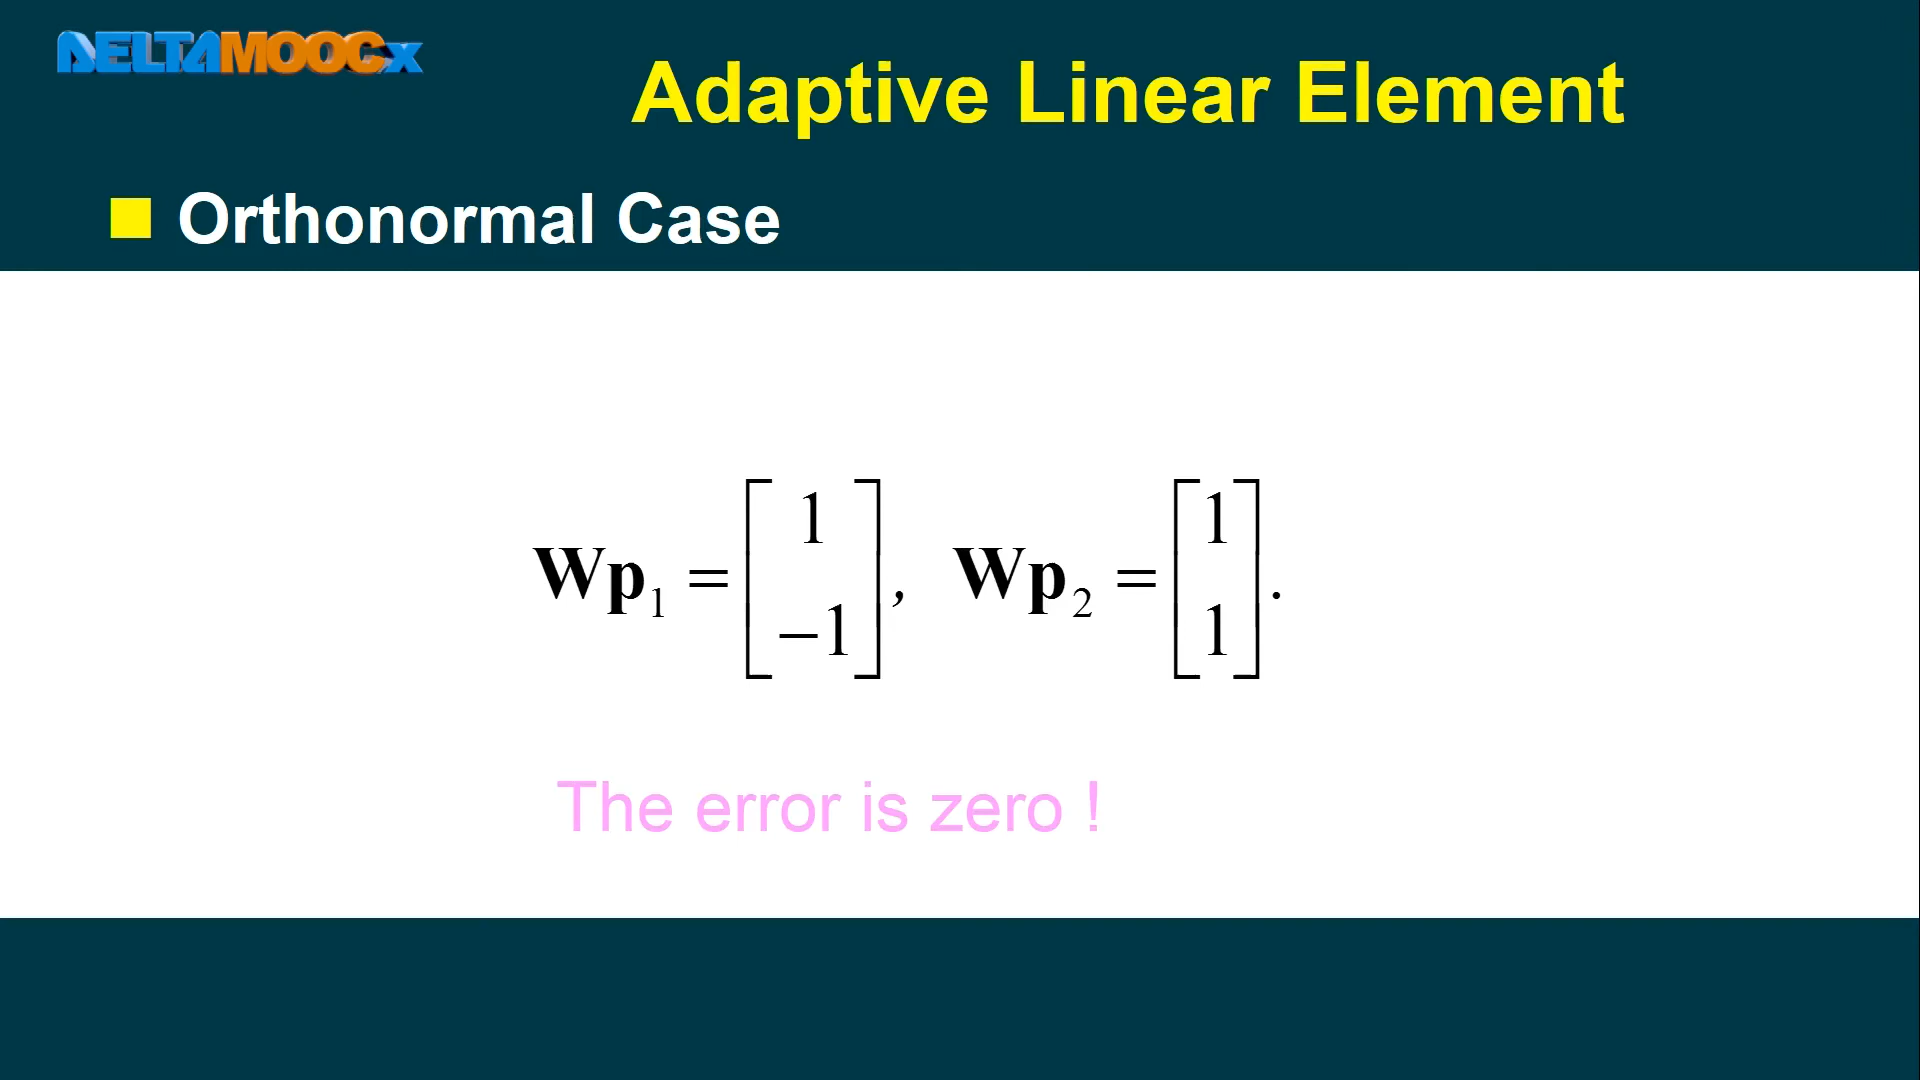 DELTAMOOCx
Adaptive Linear Element
Orthonormal Case
Wp₁ = [1; −1], Wp₂ = [1; 1].
The error is zero !